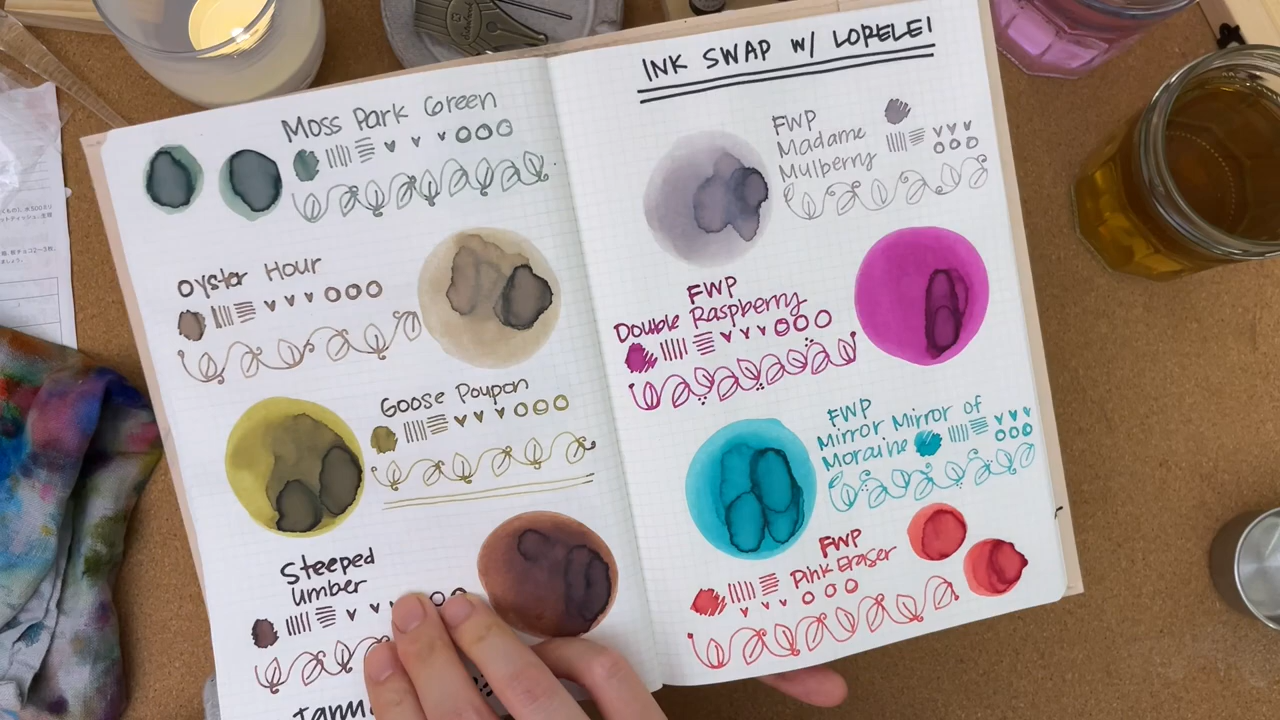 Moss Park Green
Oyster Hour
Goose Poupon
Steeped
Umber
INK SWAP W/ LORELEI
FWP
Madame
Mulberry
FWP
Double Raspberry
FWP
Mirror Mirror of
Moraine
FWP
Pink Eraser